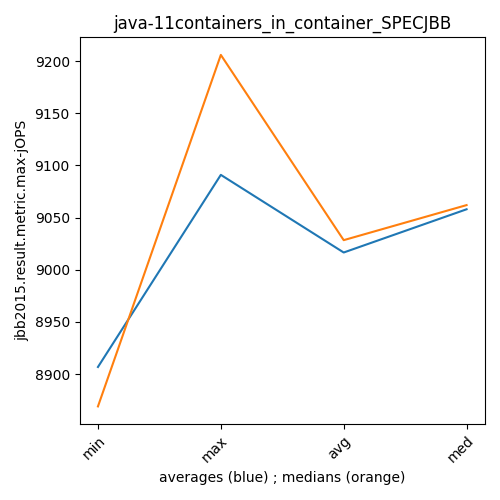 java-11containers_in_container_SPECJBB
jbb2015.result.metric.max-jOPS
9200
9150
9100
9050
9000
8950
8900
min
max
avg
med
averages (blue) ; medians (orange)